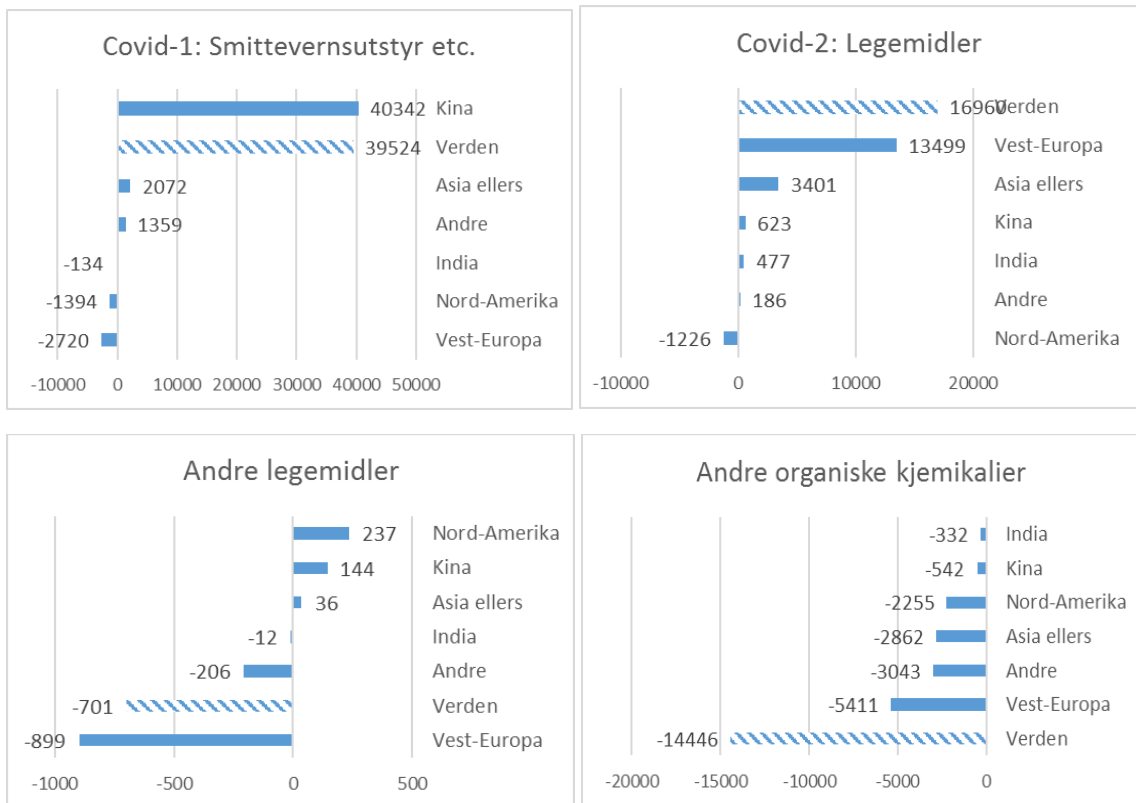 Covid-1: Smittevernsutstyr etc.
40342 Kina
39524 Verden
2072 Asia ellers
1359 Andre
-134 India
-1394 Nord-Amerika
-2720 Vest-Europa
-10000 0 10000 20000 30000 40000 50000
Covid-2: Legemidler
16960 Verden
13499 Vest-Europa
3401 Asia ellers
623 Kina
477 India
186 Andre
-1226 Nord-Amerika
-10000 0 10000 20000
Andre legemidler
237 Nord-Amerika
144 Kina
36 Asia ellers
-12 India
-206 Andre
-701 Verden
-899 Vest-Europa
-1000 -500 0 500
Andre organiske kjemikalier
-332 India
-542 Kina
-2255 Nord-Amerika
-2862 Asia ellers
-3043 Andre
-5411 Vest-Europa
-14446 Verden
-20000 -15000 -10000 -5000 0